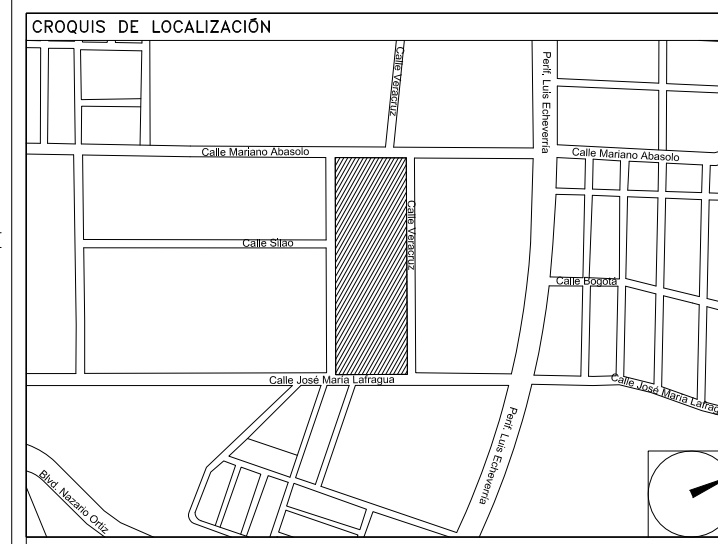 CROQUIS DE LOCALIZACIÓN
Calle Veracruz
Perif. Luis Echeverría
Calle Mariano Abasolo
Calle Mariano Abasolo
Calle Veracruz
Calle Silao
Calle Bogotá
Calle José María Lafragua
Calle José María Lafrag
Perif. Luis Echeverría
Blvd. Nazario Ortiz